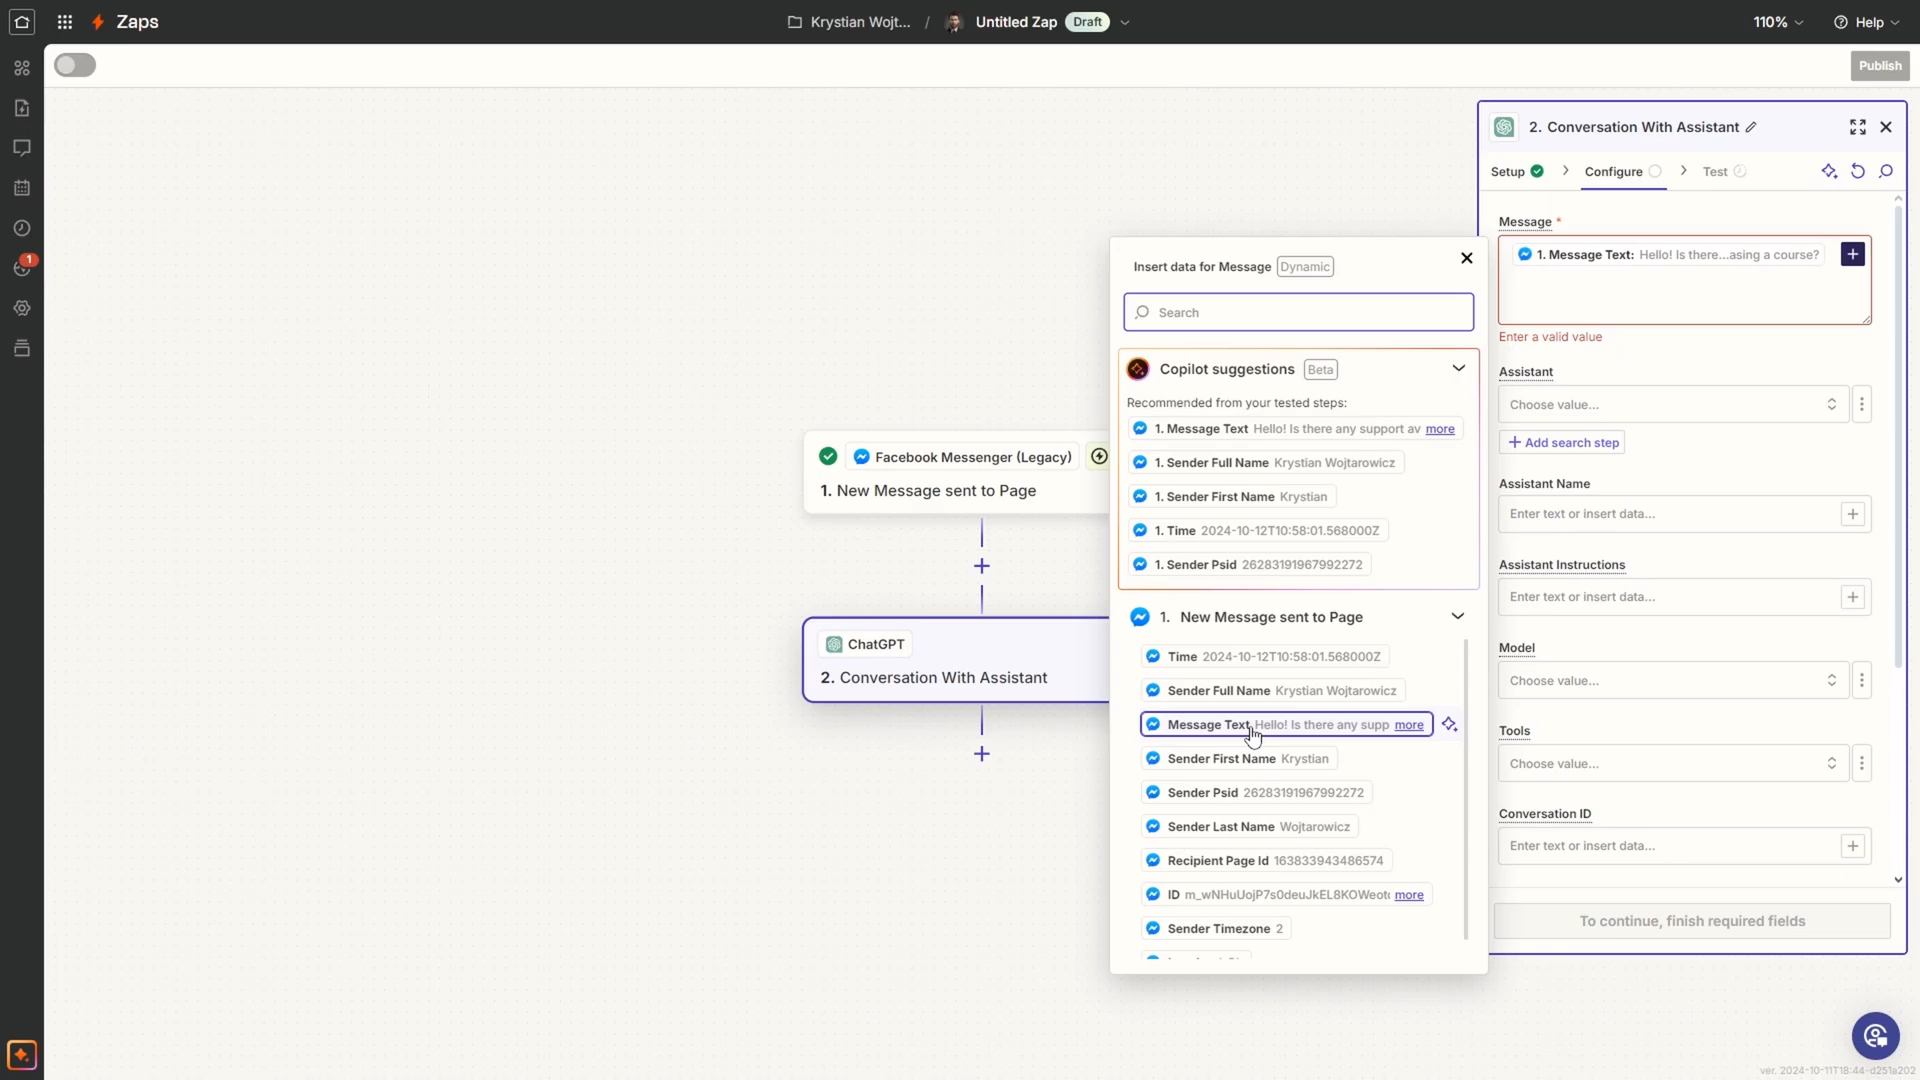 Zaps
Krystian Wojt... / Untitled Zap Draft
110%
Help
Publish
2. Conversation With Assistant
Setup
Configure
Test
Message *
1. Message Text: Hello! Is there...asing a course?
Enter a valid value
Assistant
Choose value...
Add search step
Assistant Name
Enter text or insert data...
Assistant Instructions
Enter text or insert data...
Model
Choose value...
Tools
Choose value...
Conversation ID
Enter text or insert data...
To continue, finish required fields
Insert data for Message Dynamic
Search
Copilot suggestions Beta
Recommended from your tested steps:
1. Message Text Hello! Is there any support av more
1. Sender Full Name Krystian Wojtarowicz
1. Sender First Name Krystian
1. Time 2024-10-12T10:58:01.568000Z
1. Sender Psid 26283191967992272
1. New Message sent to Page
Time 2024-10-12T10:58:01.568000Z
Sender Full Name Krystian Wojtarowicz
Message Text Hello! Is there any supp more
Sender First Name Krystian
Sender Psid 26283191967992272
Sender Last Name Wojtarowicz
Recipient Page Id 163833943486574
ID m_wNHuUojP7s0deuJkEL8KOWeot more
Sender Timezone 2
Facebook Messenger (Legacy)
1. New Message sent to Page
ChatGPT
2. Conversation With Assistant
1
ver. 2024-10-11T18:44-d251a202